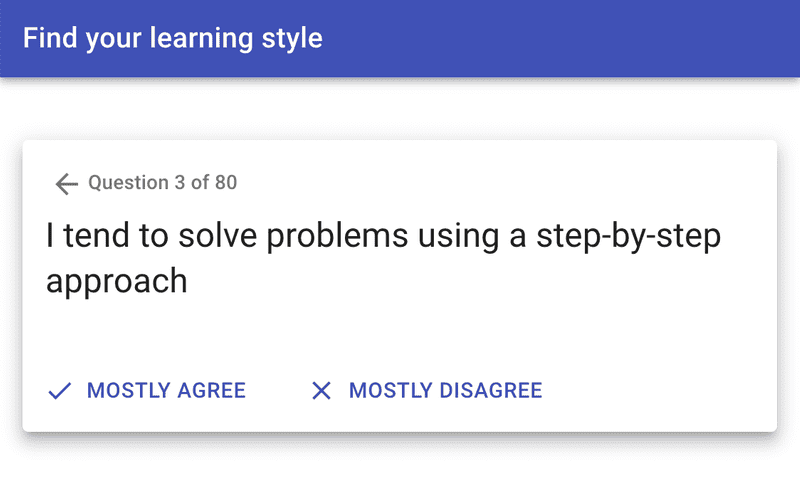 Find your learning style
Question 3 of 80
I tend to solve problems using a step-by-step
approach
MOSTLY AGREE
MOSTLY DISAGREE